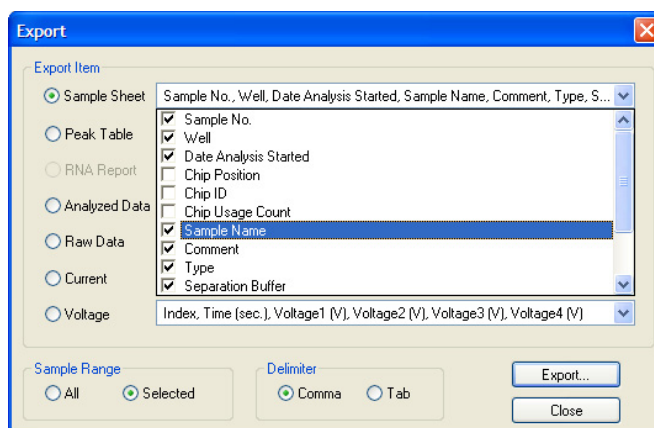 Export
Export Item
Sample Sheet
Sample No., Well, Date Analysis Started, Sample Name, Comment, Type, S...
Peak Table
RNA Report
Analyzed Data
Raw Data
Current
Voltage
Sample No.
Well
Date Analysis Started
Chip Position
Chip ID
Chip Usage Count
Sample Name
Comment
Type
Separation Buffer
Index, Time (sec.), Voltage1 (V), Voltage2 (V), Voltage3 (V), Voltage4 (V)
Sample Range
All
Selected
Delimiter
Comma
Tab
Export...
Close